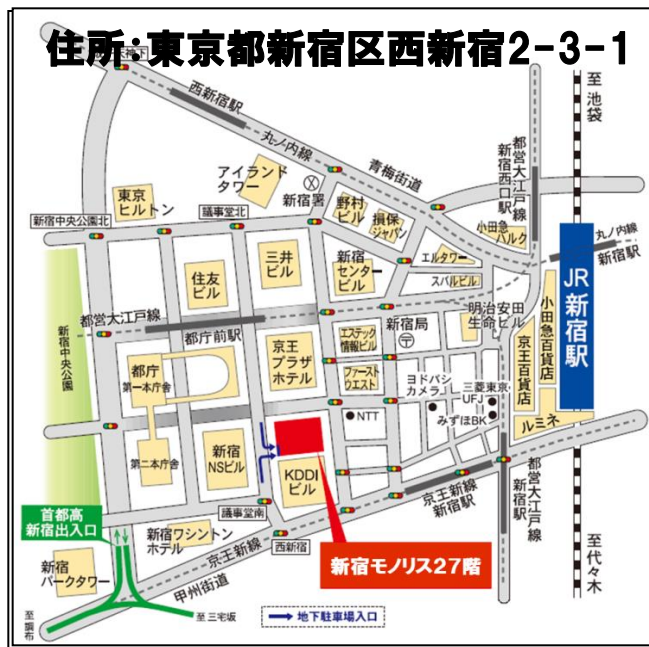 住所:東京都新宿区西新宿2-3-1
至池袋
西新宿駅
丸ノ内線
青梅街道
都営大江戸線
新宿西口駅
アイランド
タワー
新宿署
東京
ヒルトン
野村
ビル
損保
ジャパン
新宿中央公園北
議事堂北
小田急
ハルク
丸ノ内線
新宿駅
エルタワー
三井
ビル
新宿
センター
ビル
スバルビル
住友
ビル
JR新宿駅
小田急百貨店
京王百貨店
明治安田
生命ビル
都営大江戸線
都庁前駅
新宿局
エステック
情報ビル
新宿中央公園
京王
プラザ
ホテル
都庁
第一本庁舎
ファースト
ウエスト
ヨドバシ
カメラ
三菱東京
UFJ
NTT
みずほBK
ルミネ
第二本庁舎
新宿
NSビル
KDDI
ビル
京王新線
新宿駅
都営大江戸線
新宿駅
首都高
新宿出入口
議事堂南
新宿ワシントン
ホテル
西新宿
京王新線
甲州街道
新宿
パークタワー
新宿モノリス27階
至代々木
至調布
至三宅坂
地下駐車場入口